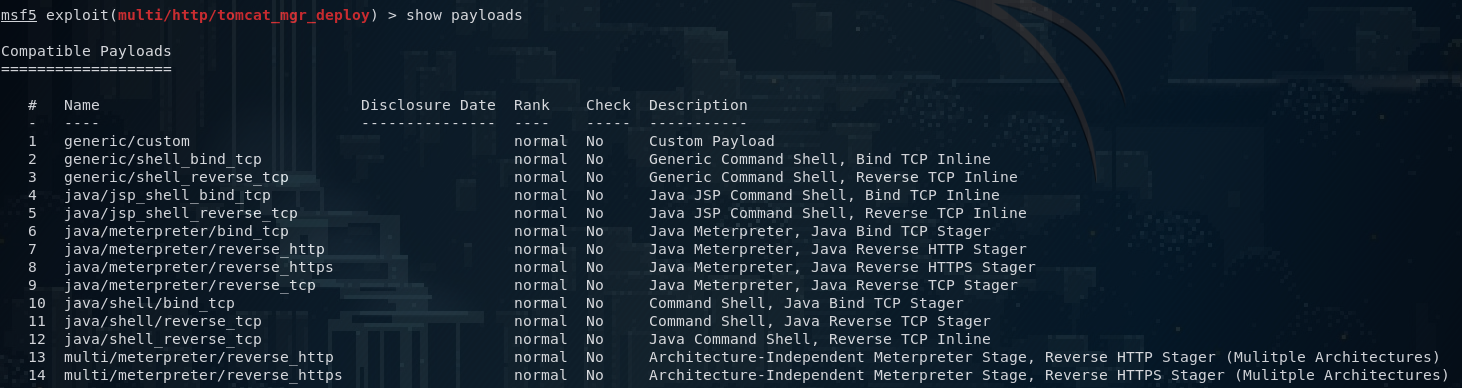 msf5 exploit(multi/http/tomcat_mgr_deploy) > show payloads
Compatible Payloads
===================
#   Name                             Disclosure Date  Rank    Check  Description
-   ----                             ---------------  ----    -----  -----------
1   generic/custom                                    normal  No     Custom Payload
2   generic/shell_bind_tcp                            normal  No     Generic Command Shell, Bind TCP Inline
3   generic/shell_reverse_tcp                         normal  No     Generic Command Shell, Reverse TCP Inline
4   java/jsp_shell_bind_tcp                           normal  No     Java JSP Command Shell, Bind TCP Inline
5   java/jsp_shell_reverse_tcp                        normal  No     Java JSP Command Shell, Reverse TCP Inline
6   java/meterpreter/bind_tcp                         normal  No     Java Meterpreter, Java Bind TCP Stager
7   java/meterpreter/reverse_http                     normal  No     Java Meterpreter, Java Reverse HTTP Stager
8   java/meterpreter/reverse_https                    normal  No     Java Meterpreter, Java Reverse HTTPS Stager
9   java/meterpreter/reverse_tcp                      normal  No     Java Meterpreter, Java Reverse TCP Stager
10  java/shell/bind_tcp                               normal  No     Command Shell, Java Bind TCP Stager
11  java/shell/reverse_tcp                            normal  No     Command Shell, Java Reverse TCP Stager
12  java/shell_reverse_tcp                            normal  No     Java Command Shell, Reverse TCP Inline
13  multi/meterpreter/reverse_http                    normal  No     Architecture-Independent Meterpreter Stage, Reverse HTTP Stager (Mulitple Architectures)
14  multi/meterpreter/reverse_https                   normal  No     Architecture-Independent Meterpreter Stage, Reverse HTTPS Stager (Mulitple Architectures)